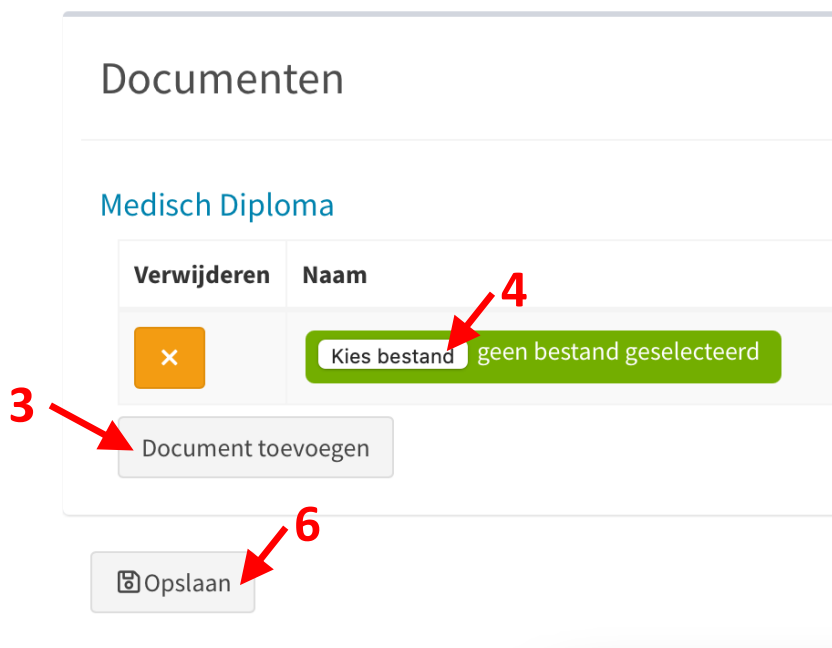 Documenten
Medisch Diploma
Verwijderen Naam
4
Kies bestand geen bestand geselecteerd
3
Document toevoegen
6
Opslaan